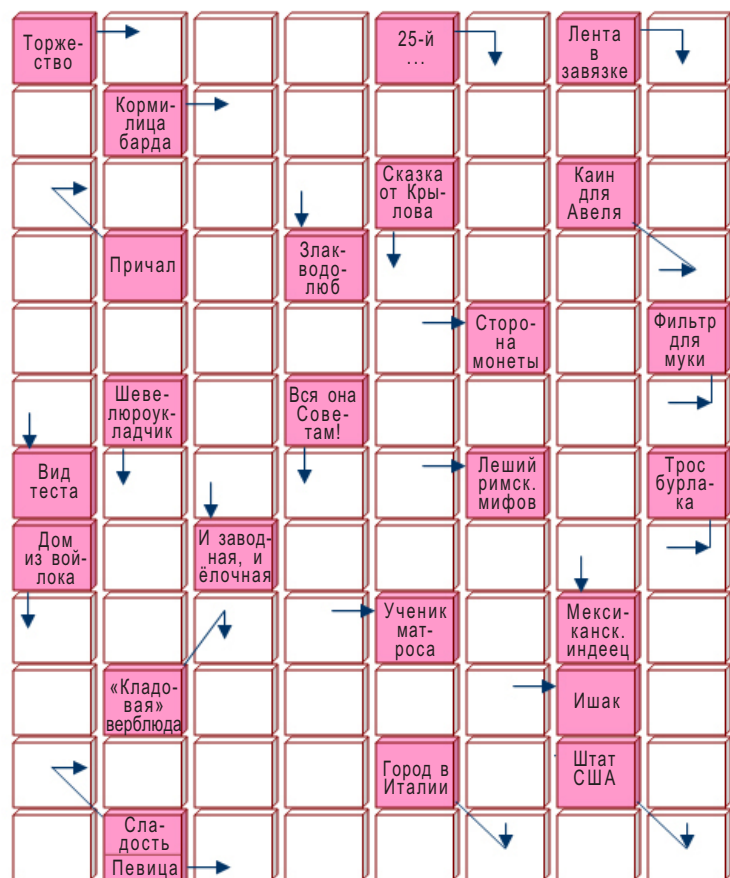 Торже-
ство
25-й
...
Лента
в
завязке
Корми-
лица
барда
Сказка
от Кры-
лова
Каин
для
Авеля
Причал
Злак-
водо-
люб
Сторо-
на
монеты
Фильтр
для
муки
Шеве-
люроук-
ладчик
Вся она
Сове-
там!
Вид
теста
Леший
римск.
мифов
Трос
бурла-
ка
Дом
из вой-
лока
И завод-
ная, и
ёлочная
Ученик
мат-
роса
Мекси-
канск.
индеец
«Кладо-
вая»
верблюда
Ишак
Город в
Италии
Штат
США
Сла-
дость
Певица